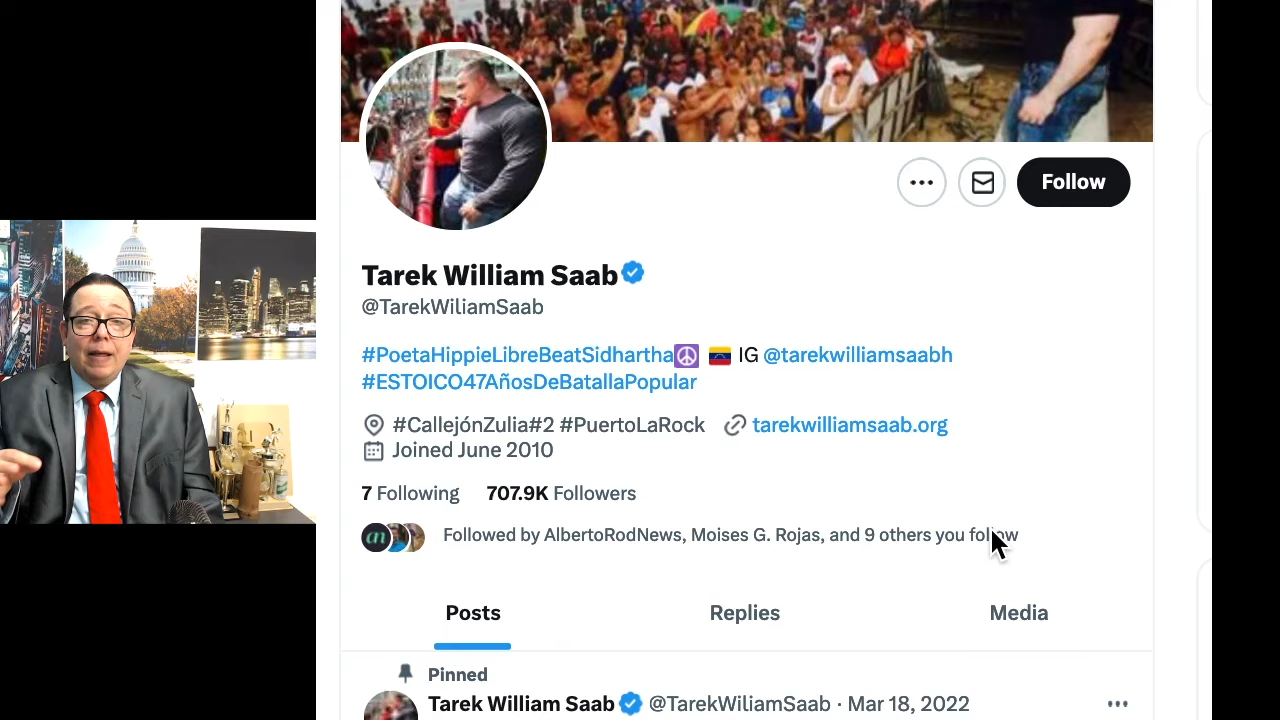 Follow
Tarek William Saab
@TarekWiliamSaab
#PoetaHippieLibreBeatSidhartha☮️ 🇻🇪 IG @tarekwilliamsaabh
#ESTOICO47AñosDeBatallaPopular
#CallejónZulia#2 #PuertoLaRock tarekwilliamsaab.org
Joined June 2010
7 Following 707.9K Followers
an
Followed by AlbertoRodNews, Moises G. Rojas, and 9 others you follow
Posts Replies Media
Pinned
Tarek William Saab @TarekWiliamSaab · Mar 18, 2022